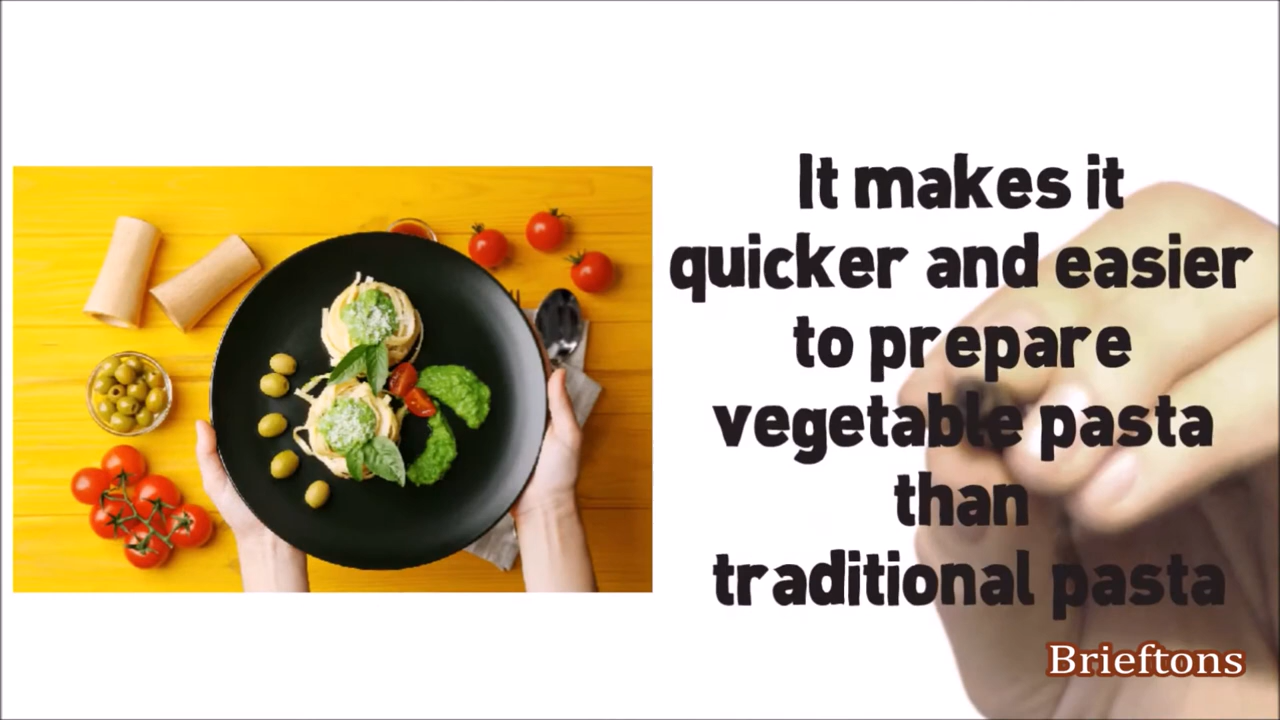 It makes it
quicker and easier
to prepare
vegetable pasta
than
traditional pasta
Brieftons